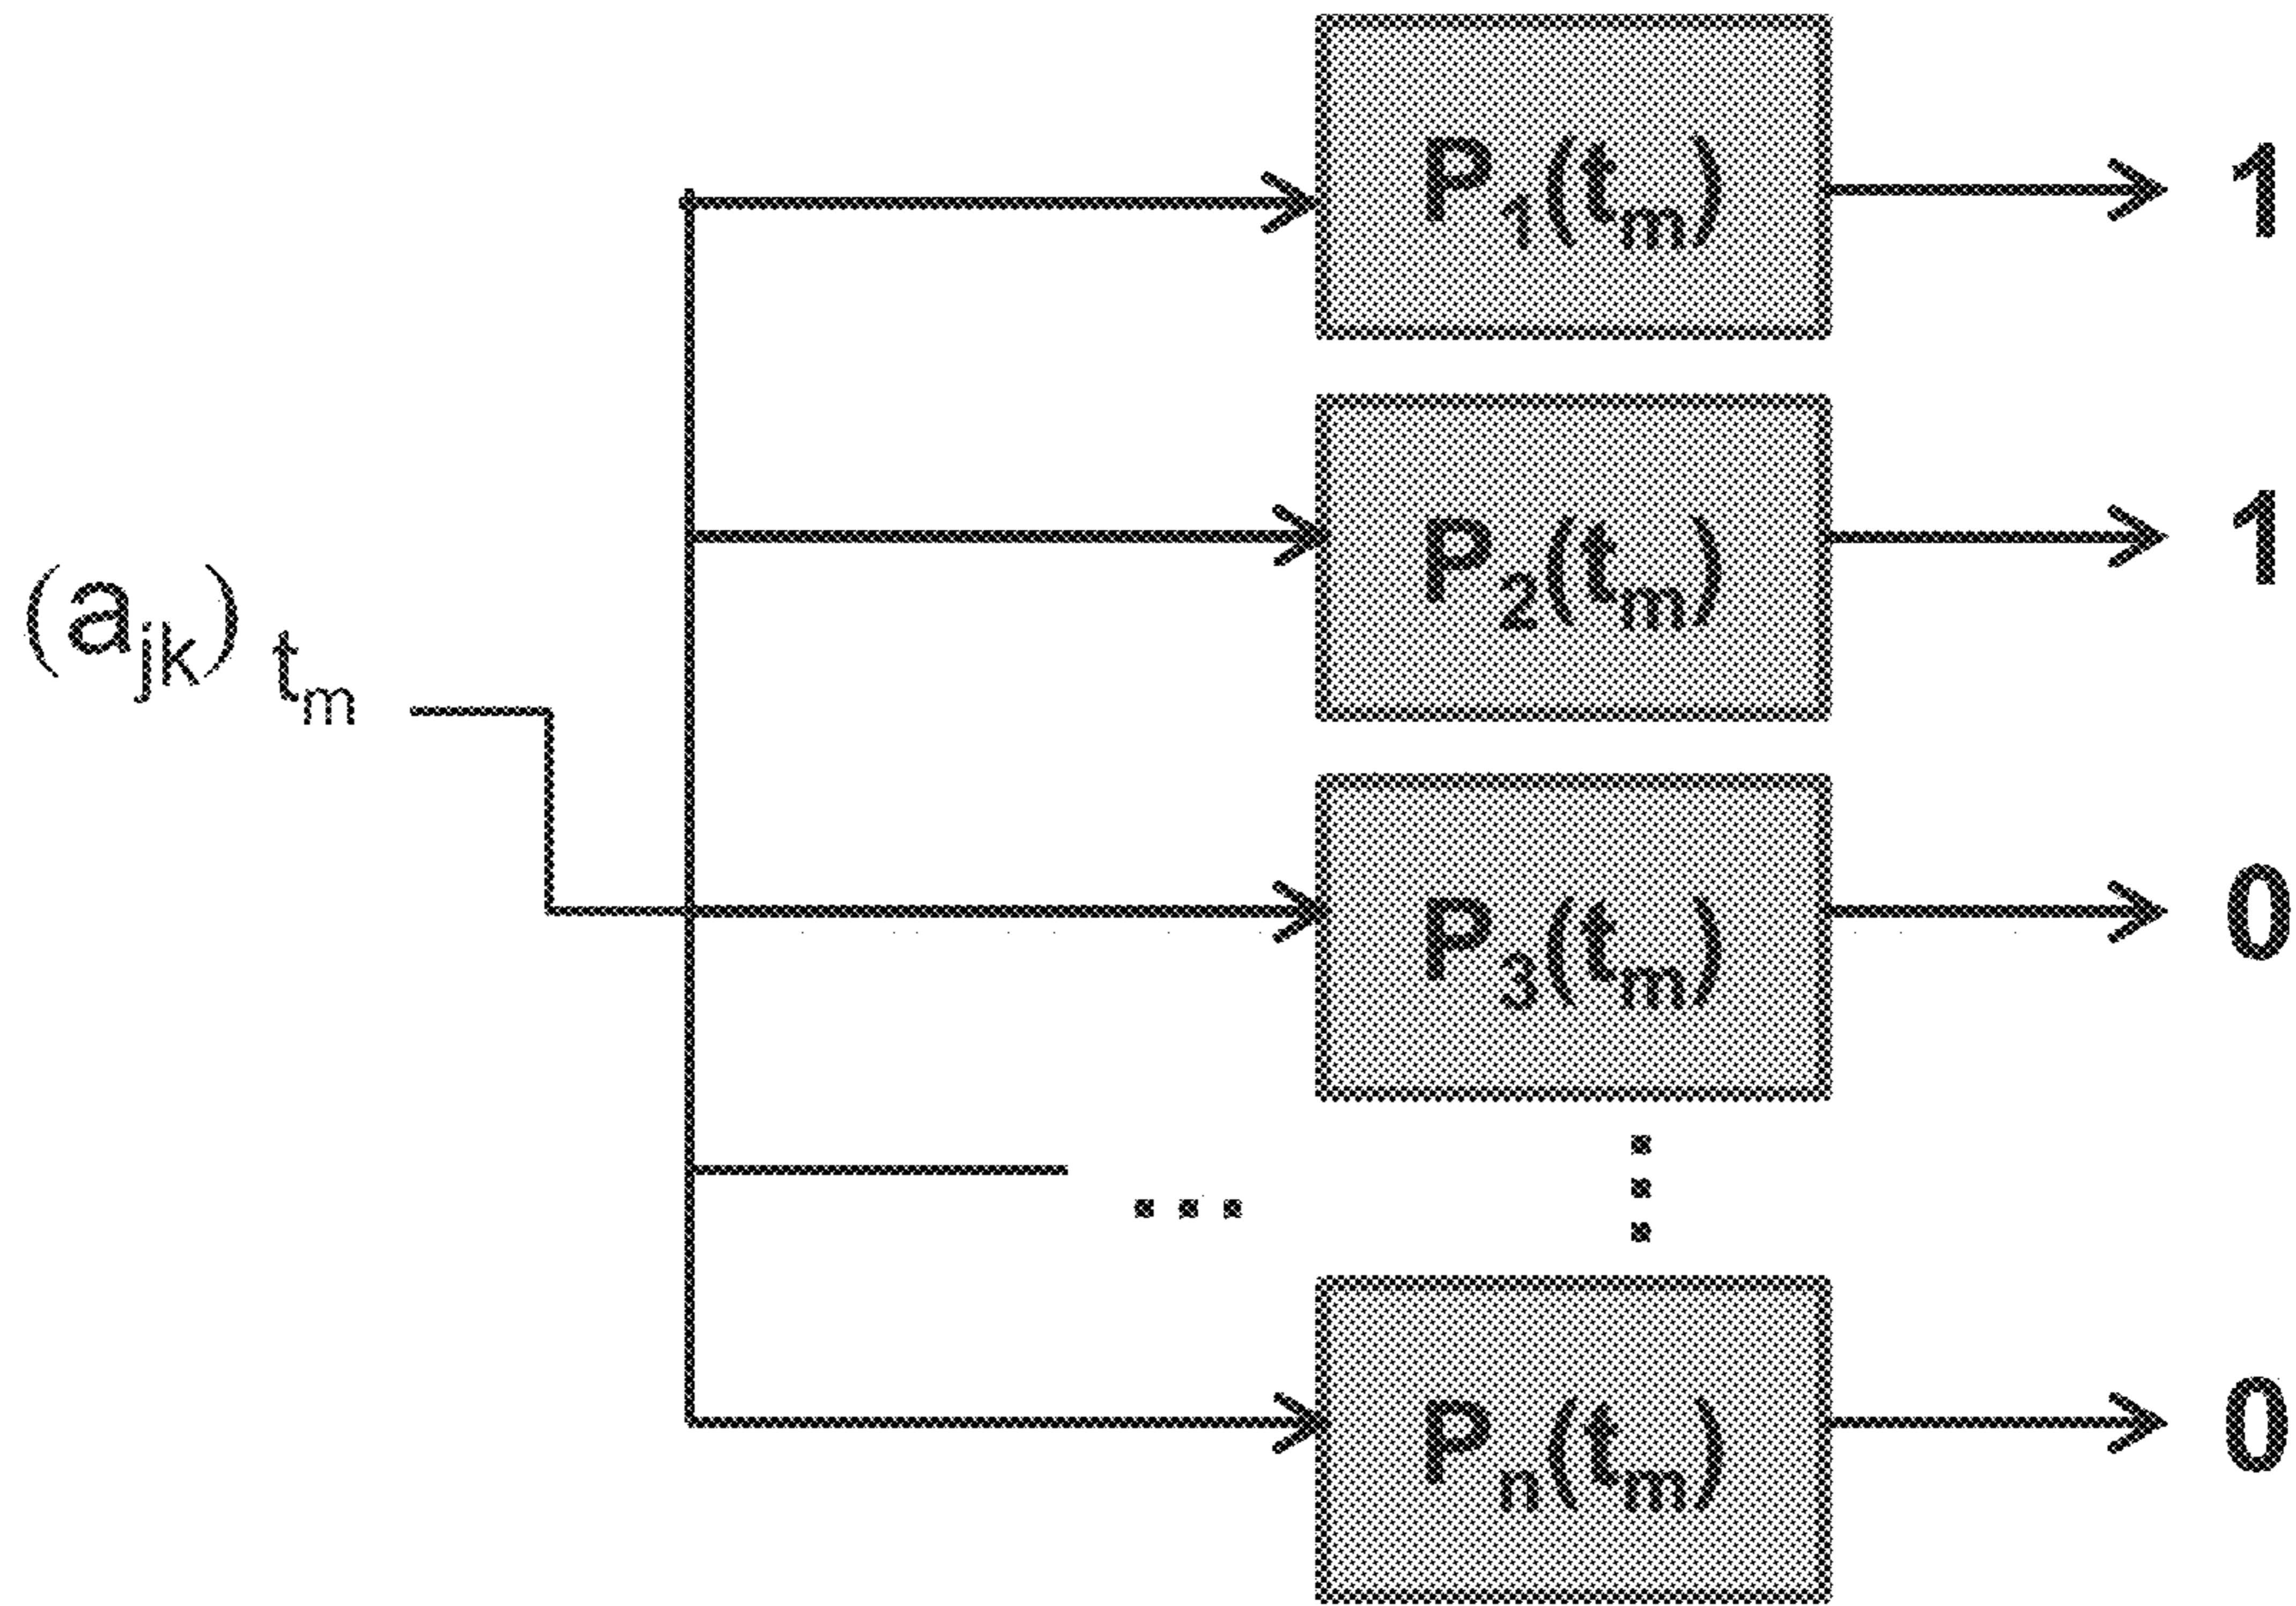 P₁(tₘ) 1
P₂(tₘ) 1
(aⱼₖ) tₘ
P₃(tₘ) 0
...
⋮
Pₙ(tₘ) 0